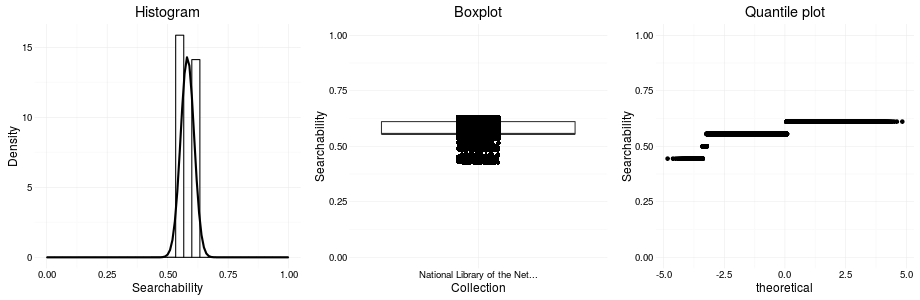 Histogram
Density
15
10
5
0
0.00 0.25 0.50 0.75 1.00
Searchability
Boxplot
Searchability
1.00
0.75
0.50
0.25
0.00
National Library of the Net...
Collection
Quantile plot
Searchability
1.00
0.75
0.50
0.25
0.00
-5.0 -2.5 0.0 2.5 5.0
theoretical